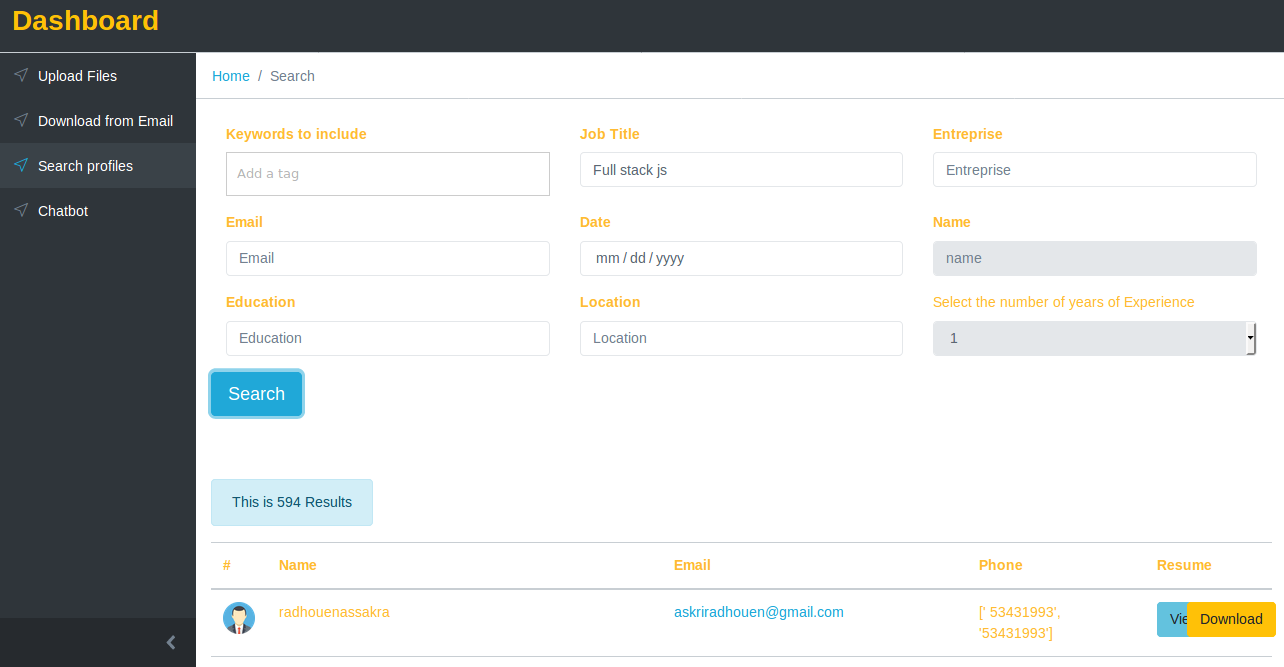 Dashboard
Upload Files
Download from Email
Search profiles
Chatbot
Home / Search
Keywords to include
Add a tag
Job Title
Full stack js
Entreprise
Entreprise
Email
Email
Date
mm / dd / yyyy
Name
name
Education
Education
Location
Location
Select the number of years of Experience
1
Search
This is 594 Results
# Name Email Phone Resume
radhouenassakra askriradhouen@gmail.com [' 53431993', '53431993'] Vie Download